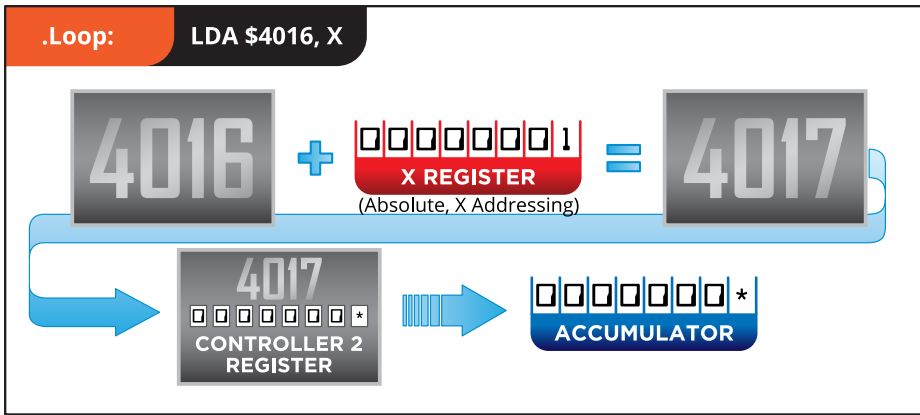 .Loop: LDA $4016, X
4016 + 00000001 = 4017
X REGISTER
(Absolute, X Addressing)
4017
0000000* 0000000*
CONTROLLER 2 ACCUMULATOR
REGISTER